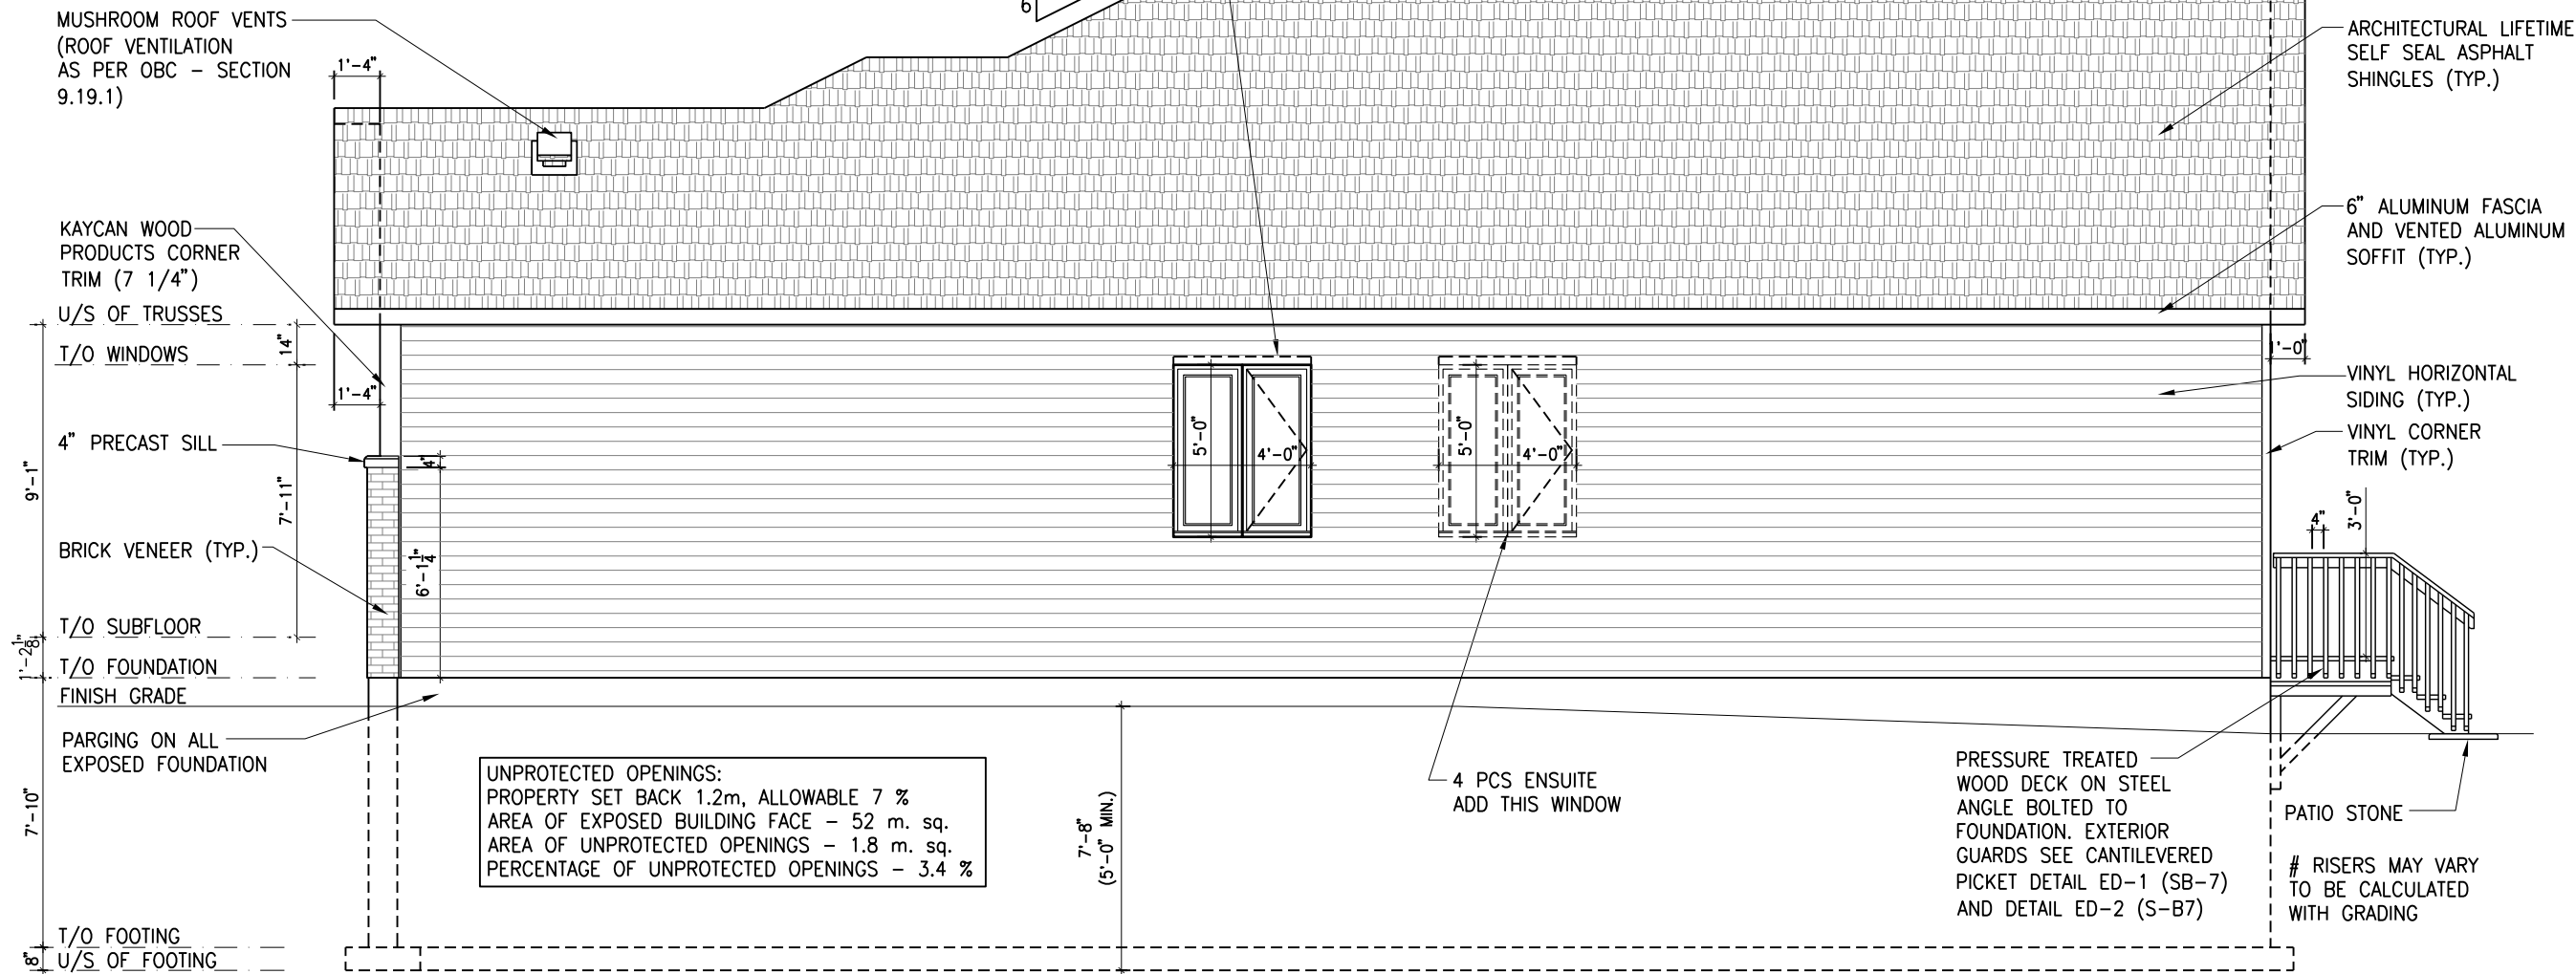 MUSHROOM ROOF VENTS
(ROOF VENTILATION
AS PER OBC - SECTION
9.19.1)
1'-4"
6
ARCHITECTURAL LIFETIME
SELF SEAL ASPHALT
SHINGLES (TYP.)
KAYCAN WOOD
PRODUCTS CORNER
TRIM (7 1/4")
6" ALUMINUM FASCIA
AND VENTED ALUMINUM
SOFFIT (TYP.)
U/S OF TRUSSES
14"
T/O WINDOWS
1'-4"
1'-0"
VINYL HORIZONTAL
SIDING (TYP.)
4" PRECAST SILL
4"
5'-0"
4'-0"
5'-0"
4'-0"
VINYL CORNER
TRIM (TYP.)
9'-1"
7'-11"
4"
3'-0"
BRICK VENEER (TYP.)
6'-1 1/4"
T/O SUBFLOOR
1'-2 1/8"
T/O FOUNDATION
FINISH GRADE
PARGING ON ALL
EXPOSED FOUNDATION
7'-10"
UNPROTECTED OPENINGS:
PROPERTY SET BACK 1.2m, ALLOWABLE 7 %
AREA OF EXPOSED BUILDING FACE - 52 m. sq.
AREA OF UNPROTECTED OPENINGS - 1.8 m. sq.
PERCENTAGE OF UNPROTECTED OPENINGS - 3.4 %
7'-8"
(5'-0" MIN.)
4 PCS ENSUITE
ADD THIS WINDOW
PRESSURE TREATED
WOOD DECK ON STEEL
ANGLE BOLTED TO
FOUNDATION. EXTERIOR
GUARDS SEE CANTILEVERED
PICKET DETAIL ED-1 (SB-7)
AND DETAIL ED-2 (S-B7)
PATIO STONE
# RISERS MAY VARY
TO BE CALCULATED
WITH GRADING
T/O FOOTING
8"
U/S OF FOOTING